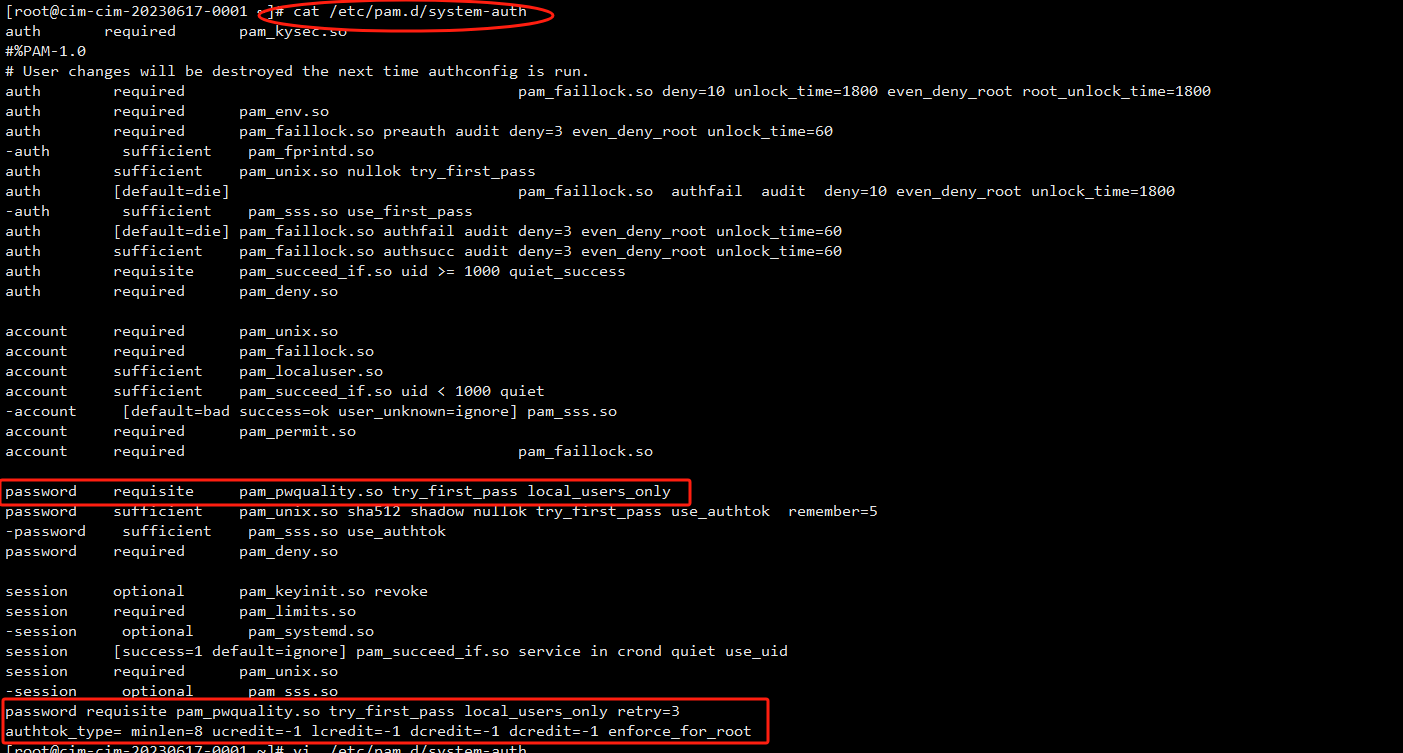 [root@cim-cim-20230617-0001 ~]# cat /etc/pam.d/system-auth
auth       required       pam_kysec.so
#%PAM-1.0
# User changes will be destroyed the next time authconfig is run.
auth        required                                     pam_faillock.so deny=10 unlock_time=1800 even_deny_root root_unlock_time=1800
auth        required      pam_env.so
auth        required      pam_faillock.so preauth audit deny=3 even_deny_root unlock_time=60
-auth        sufficient    pam_fprintd.so
auth        sufficient    pam_unix.so nullok try_first_pass
auth        [default=die]                                pam_faillock.so  authfail  audit  deny=10 even_deny_root unlock_time=1800
-auth        sufficient    pam_sss.so use_first_pass
auth        [default=die] pam_faillock.so authfail audit deny=3 even_deny_root unlock_time=60
auth        sufficient    pam_faillock.so authsucc audit deny=3 even_deny_root unlock_time=60
auth        requisite     pam_succeed_if.so uid >= 1000 quiet_success
auth        required      pam_deny.so

account     required      pam_unix.so
account     required      pam_faillock.so
account     sufficient    pam_localuser.so
account     sufficient    pam_succeed_if.so uid < 1000 quiet
-account     [default=bad success=ok user_unknown=ignore] pam_sss.so
account     required      pam_permit.so
account     required                                     pam_faillock.so

password    requisite     pam_pwquality.so try_first_pass local_users_only
password    sufficient    pam_unix.so sha512 shadow nullok try_first_pass use_authtok  remember=5
-password    sufficient    pam_sss.so use_authtok
password    required      pam_deny.so

session     optional      pam_keyinit.so revoke
session     required      pam_limits.so
-session     optional      pam_systemd.so
session     [success=1 default=ignore] pam_succeed_if.so service in crond quiet use_uid
session     required      pam_unix.so
-session     optional      pam_sss.so
password requisite pam_pwquality.so try_first_pass local_users_only retry=3
authtok_type= minlen=8 ucredit=-1 lcredit=-1 dcredit=-1 dcredit=-1 enforce_for_root
[root@cim-cim-20230617-0001 ~]# vi  /etc/pam.d/system-auth